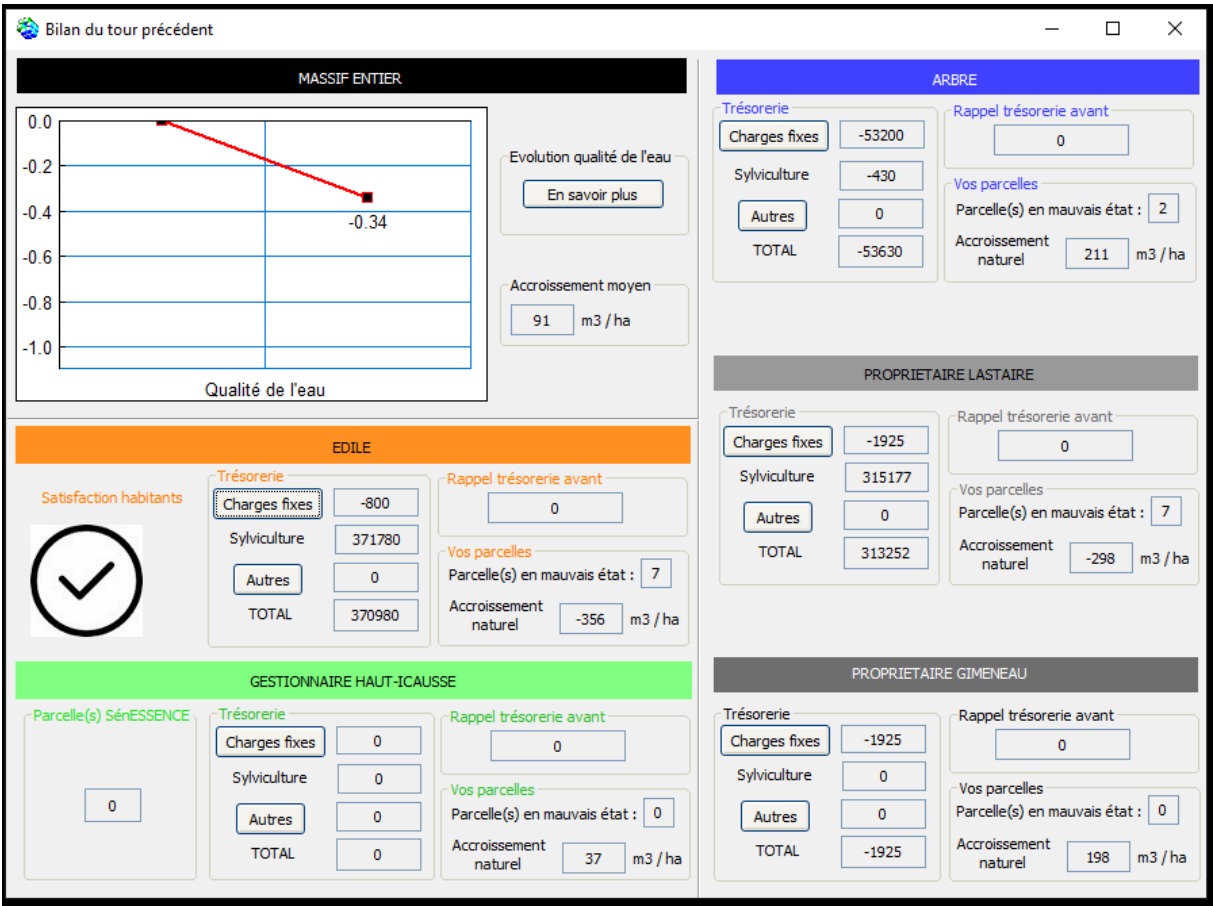 Bilan du tour précédent
MASSIF ENTIER
0.0
-0.2
-0.4
-0.6
-0.8
-1.0
-0.34
Qualité de l'eau
Evolution qualité de l'eau
En savoir plus
Accroissement moyen
91 m3 / ha
EDILE
Satisfaction habitants
Trésorerie
Charges fixes -800
Sylviculture 371780
Autres 0
TOTAL 370980
Rappel trésorerie avant
0
Vos parcelles
Parcelle(s) en mauvais état : 7
Accroissement
naturel -356 m3 / ha
GESTIONNAIRE HAUT-ICAUSSE
Parcelle(s) SénESSENCE
0
Trésorerie
Charges fixes 0
Sylviculture 0
Autres 0
TOTAL 0
Rappel trésorerie avant
0
Vos parcelles
Parcelle(s) en mauvais état : 0
Accroissement
naturel 37 m3 / ha
ARBRE
Trésorerie
Charges fixes -53200
Sylviculture -430
Autres 0
TOTAL -53630
Rappel trésorerie avant
0
Vos parcelles
Parcelle(s) en mauvais état : 2
Accroissement
naturel 211 m3 / ha
PROPRIETAIRE LASTAIRE
Trésorerie
Charges fixes -1925
Sylviculture 315177
Autres 0
TOTAL 313252
Rappel trésorerie avant
0
Vos parcelles
Parcelle(s) en mauvais état : 7
Accroissement
naturel -298 m3 / ha
PROPRIETAIRE GIMENEAU
Trésorerie
Charges fixes -1925
Sylviculture 0
Autres 0
TOTAL -1925
Rappel trésorerie avant
0
Vos parcelles
Parcelle(s) en mauvais état : 0
Accroissement
naturel 198 m3 / ha